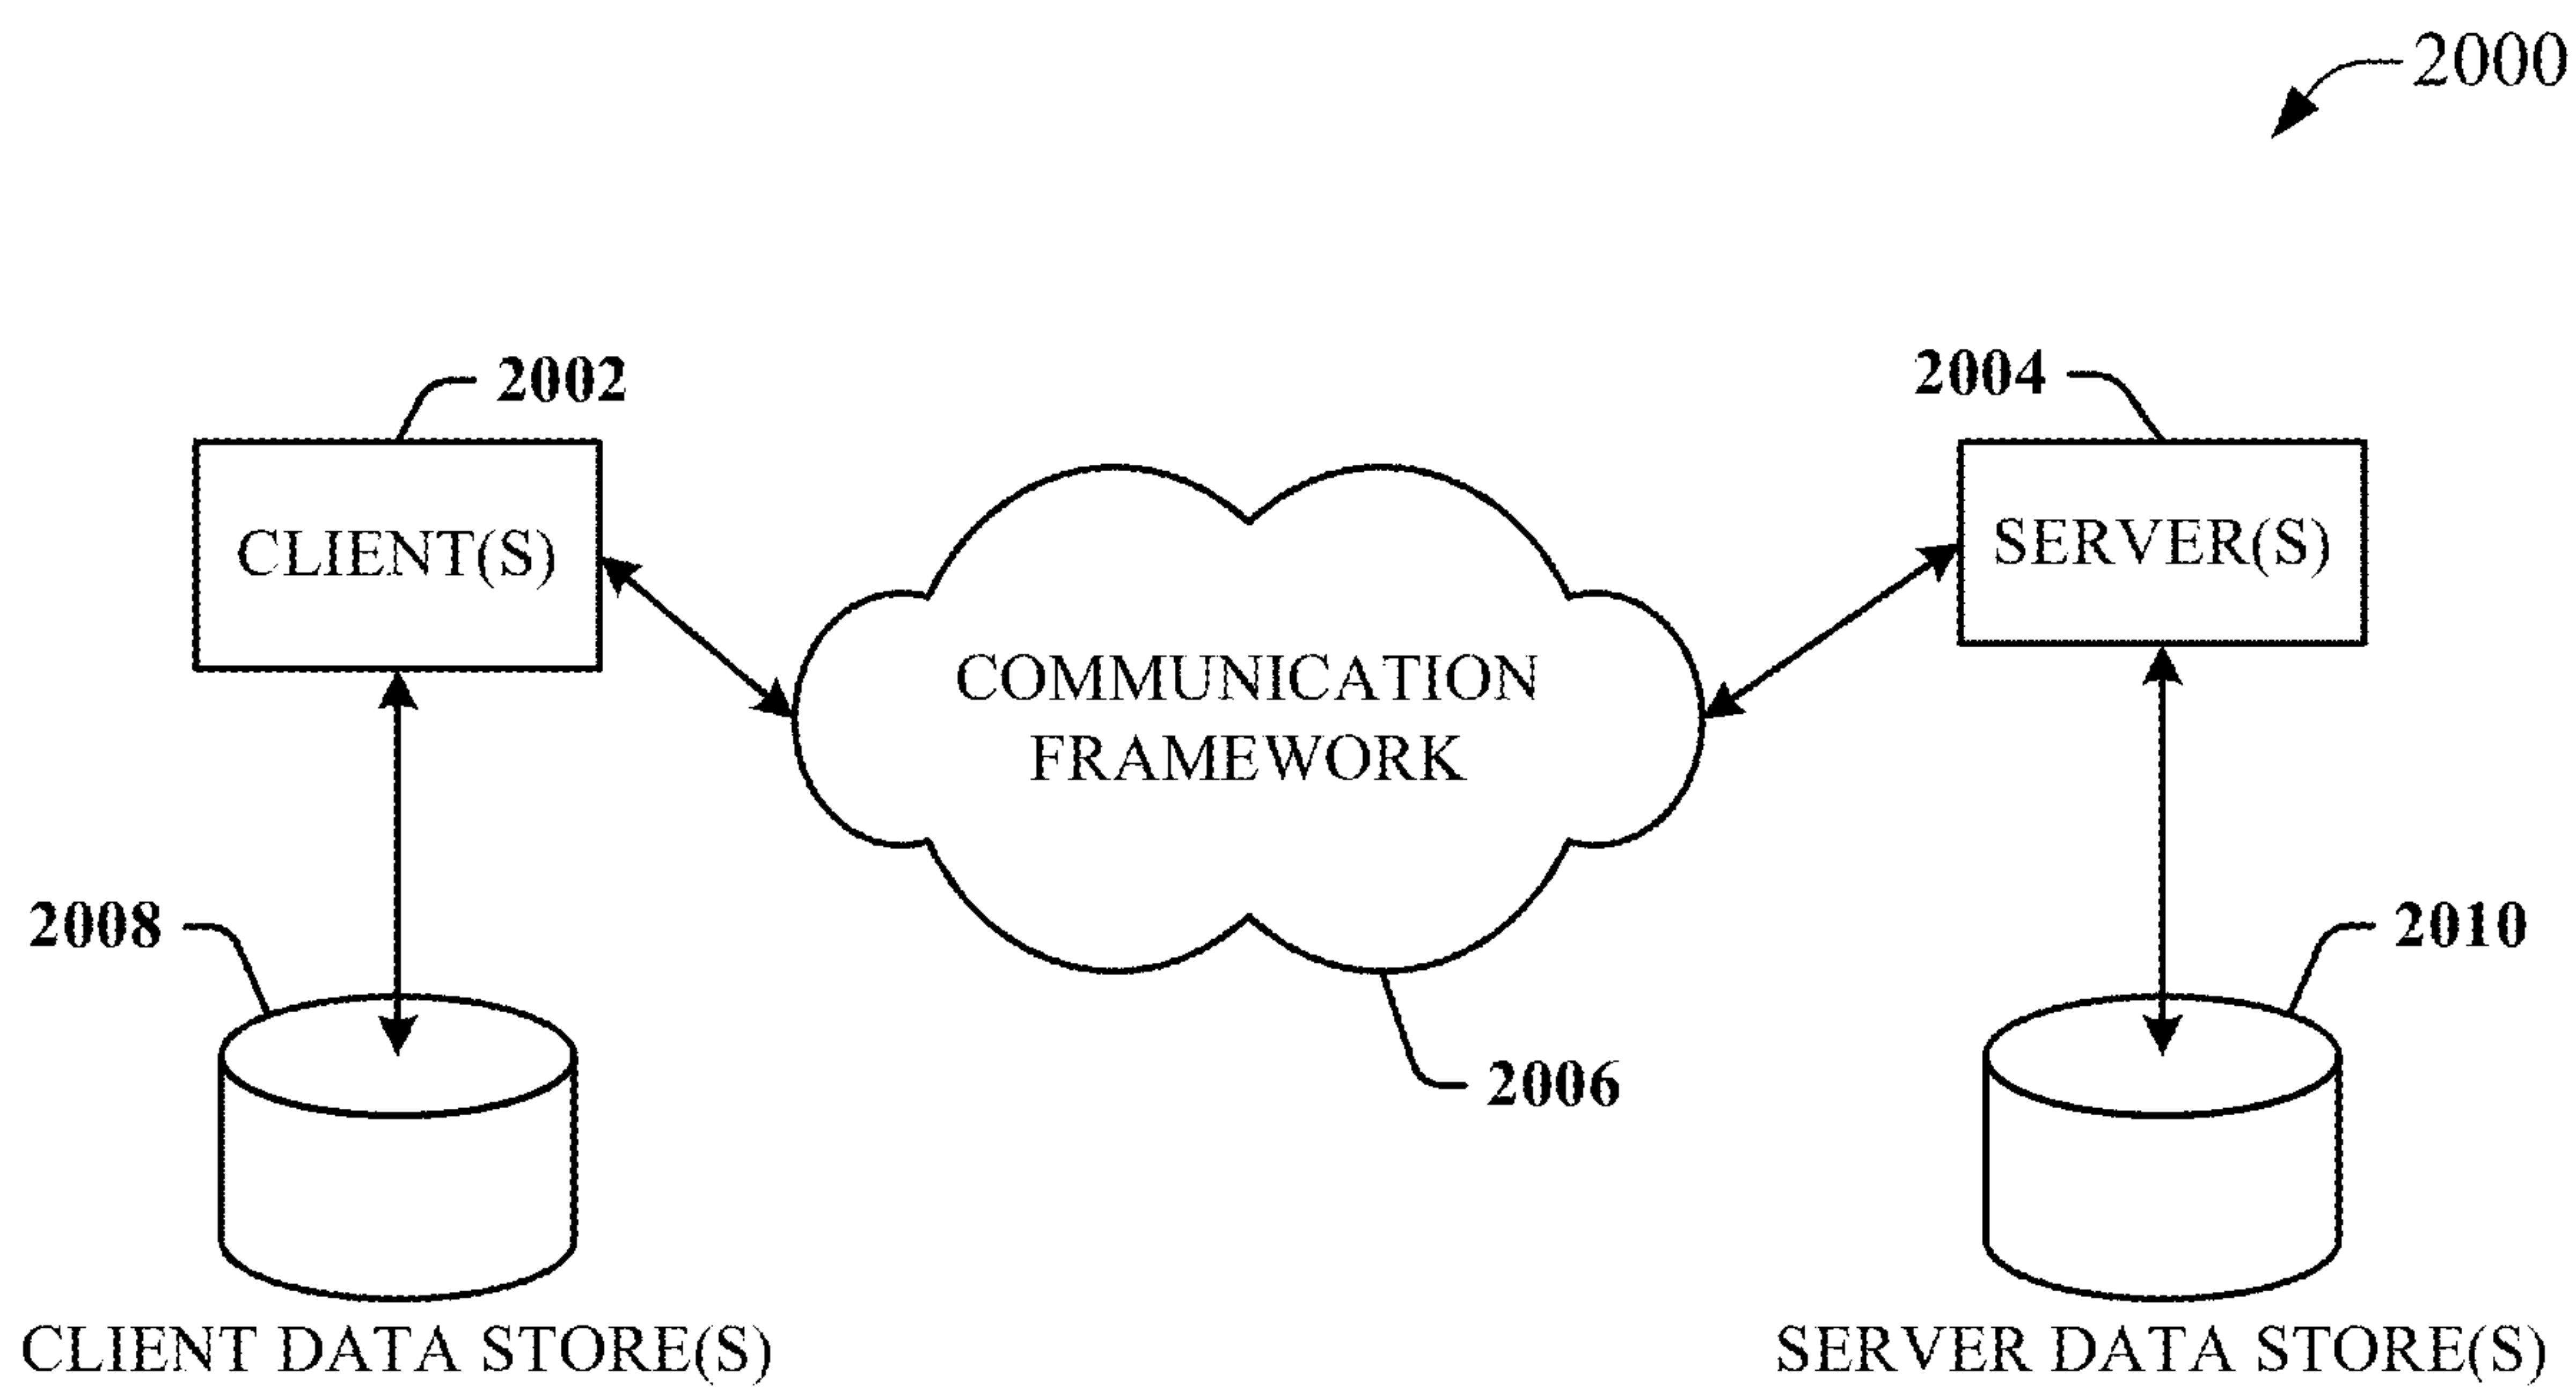 2000
2002
2004
CLIENT(S)
SERVER(S)
COMMUNICATION
FRAMEWORK
2008
2010
2006
CLIENT DATA STORE(S)
SERVER DATA STORE(S)